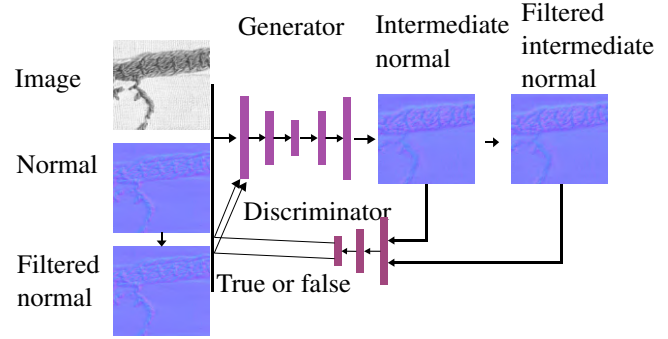 Generator
Intermediate
normal
Filtered
intermediate
normal
Image
Normal
Filtered
normal
Discriminator
True or false